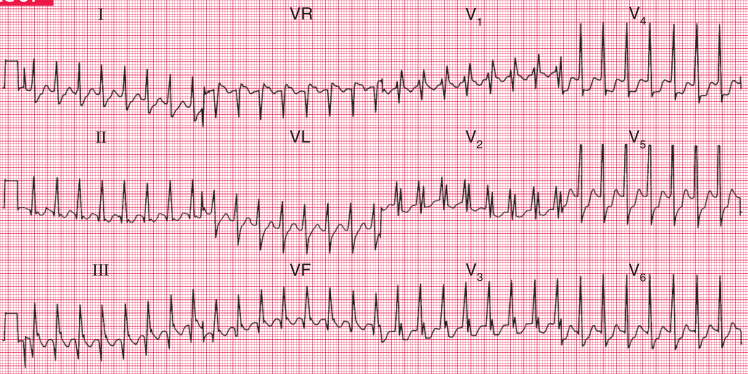 I VR V₁ V₄
II VL V₂ V₅
III VF V₃ V₆